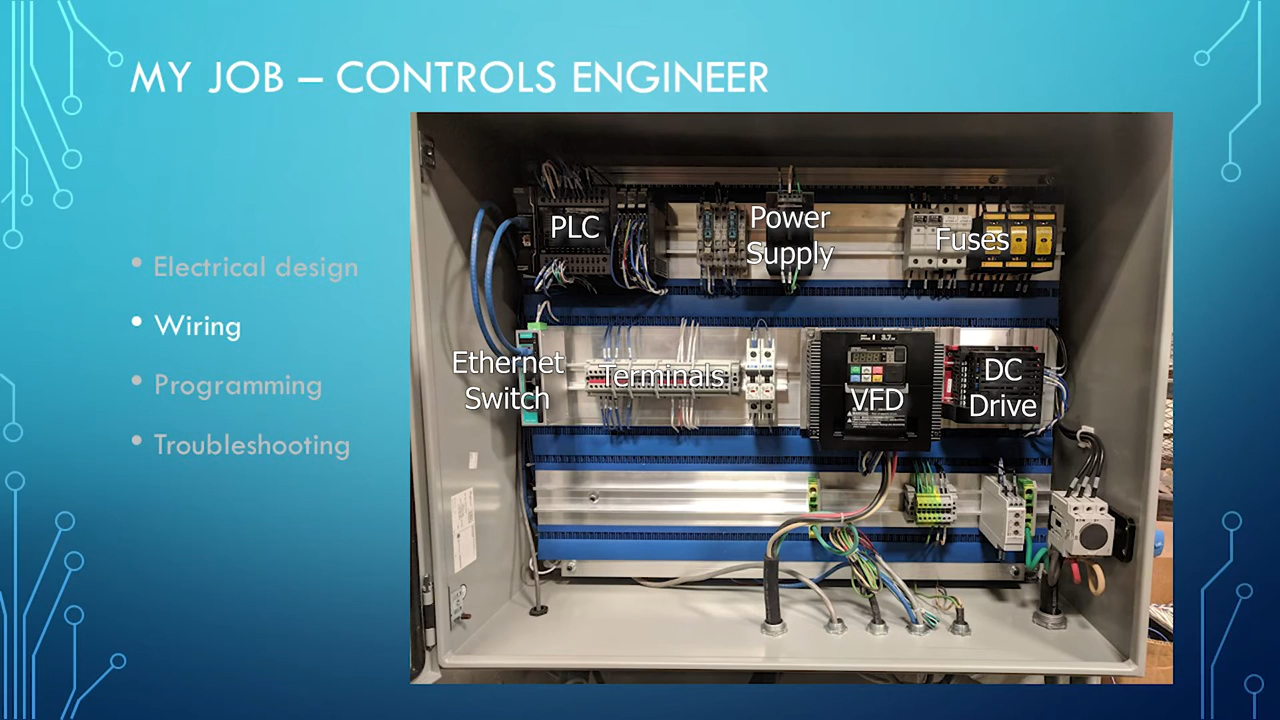 MY JOB – CONTROLS ENGINEER
• Electrical design
• Wiring
• Programming
• Troubleshooting
PLC
Power
Supply
Fuses
Ethernet
Switch
Terminals
VFD
DC
Drive